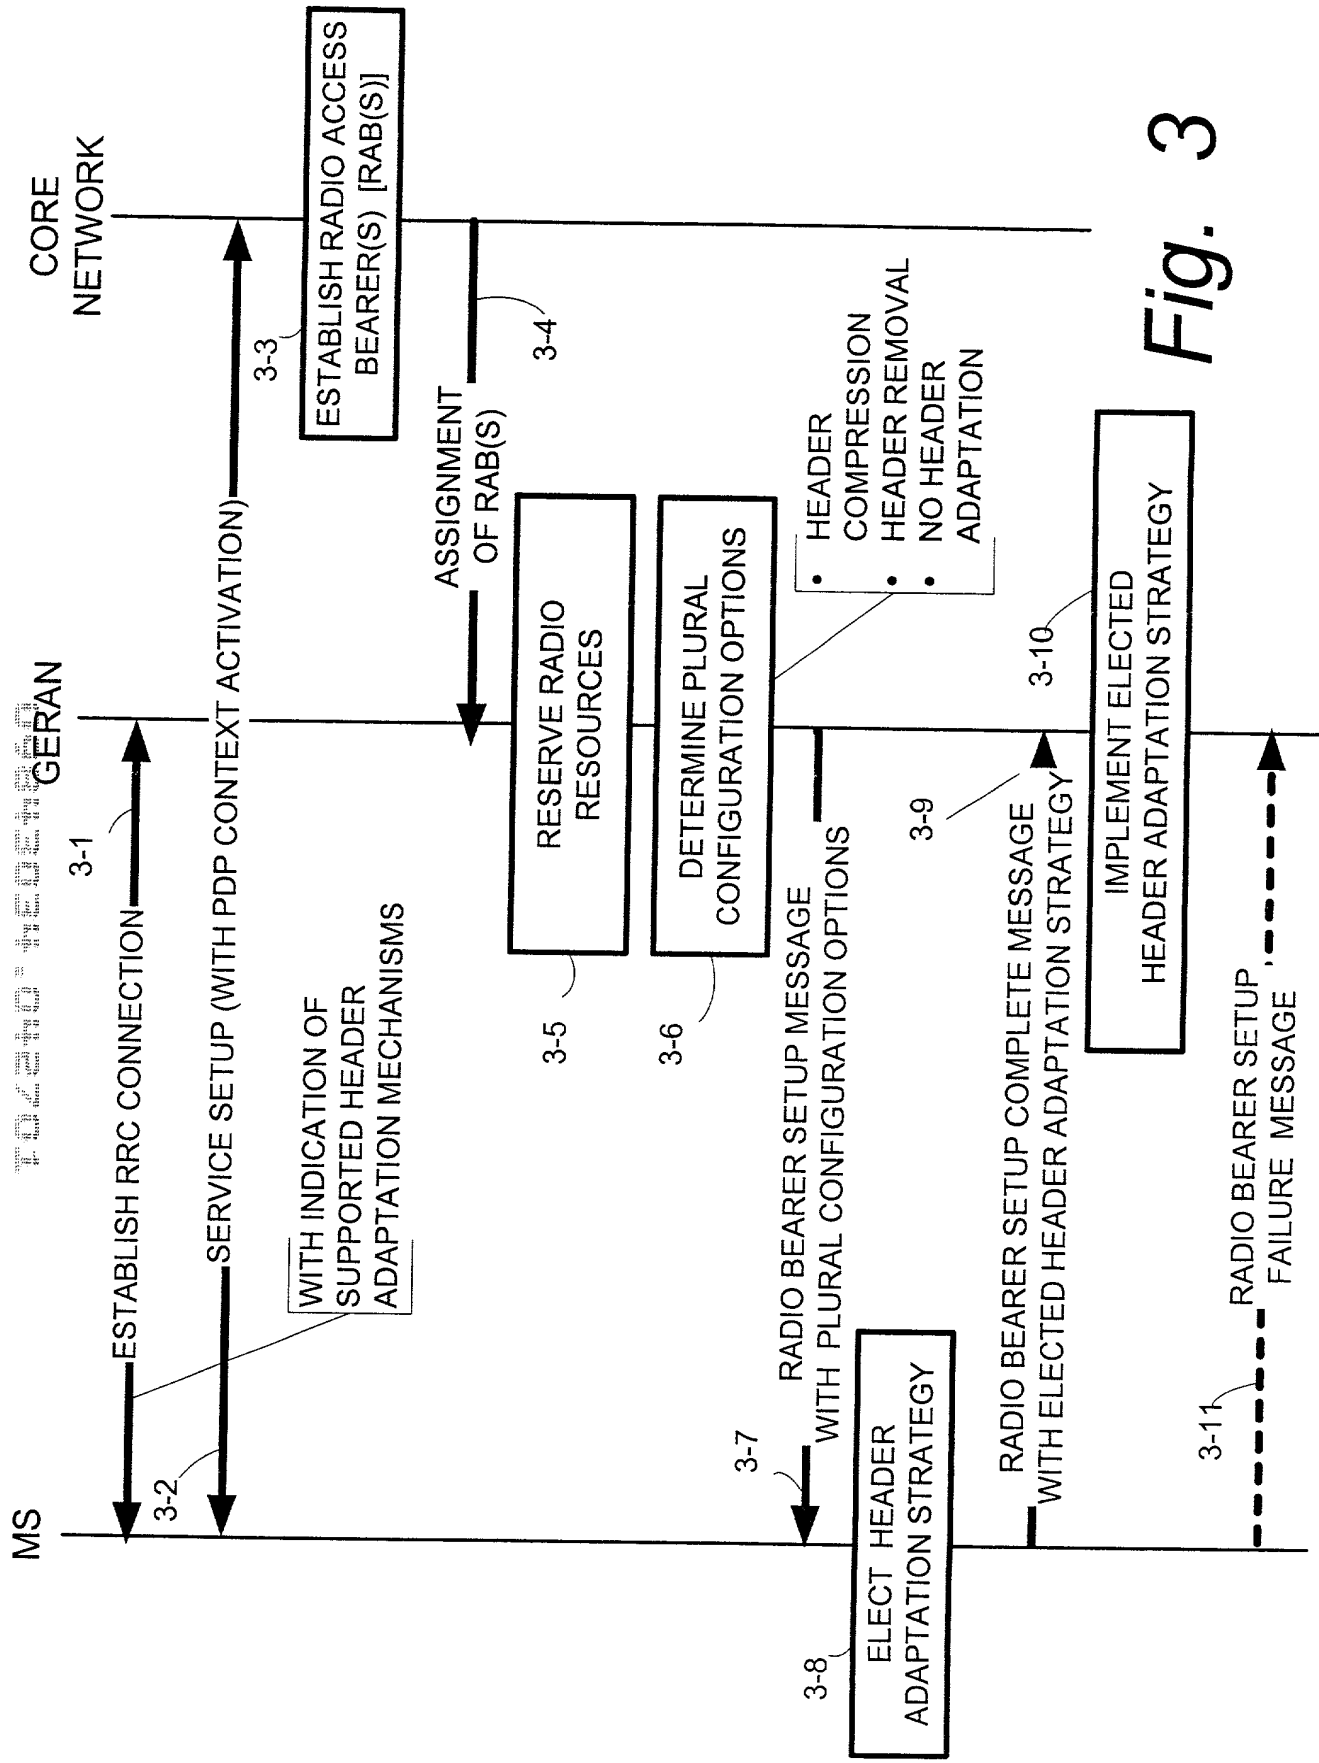 MS
GERAN
CORE
NETWORK
3-1
ESTABLISH RRC CONNECTION
3-2
SERVICE SETUP (WITH PDP CONTEXT ACTIVATION)
WITH INDICATION OF
SUPPORTED HEADER
ADAPTATION MECHANISMS
3-3
ESTABLISH RADIO ACCESS
BEARER(S) [RAB(S)]
ASSIGNMENT
OF RAB(S)
3-4
3-5
RESERVE RADIO
RESOURCES
3-6
DETERMINE PLURAL
CONFIGURATION OPTIONS
• HEADER
COMPRESSION
• HEADER REMOVAL
• NO HEADER
ADAPTATION
3-7
RADIO BEARER SETUP MESSAGE
WITH PLURAL CONFIGURATION OPTIONS
3-8
ELECT HEADER
ADAPTATION STRATEGY
3-9
RADIO BEARER SETUP COMPLETE MESSAGE
WITH ELECTED HEADER ADAPTATION STRATEGY
3-10
IMPLEMENT ELECTED
HEADER ADAPTATION STRATEGY
3-11
RADIO BEARER SETUP
FAILURE MESSAGE
Fig. 3